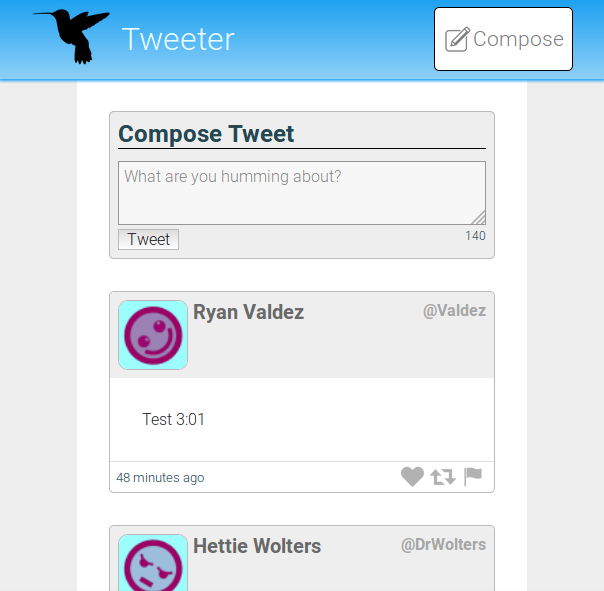 Tweeter
Compose
Compose Tweet
What are you humming about?
Tweet
140
Ryan Valdez
@Valdez
Test 3:01
48 minutes ago
Hettie Wolters
@DrWolters